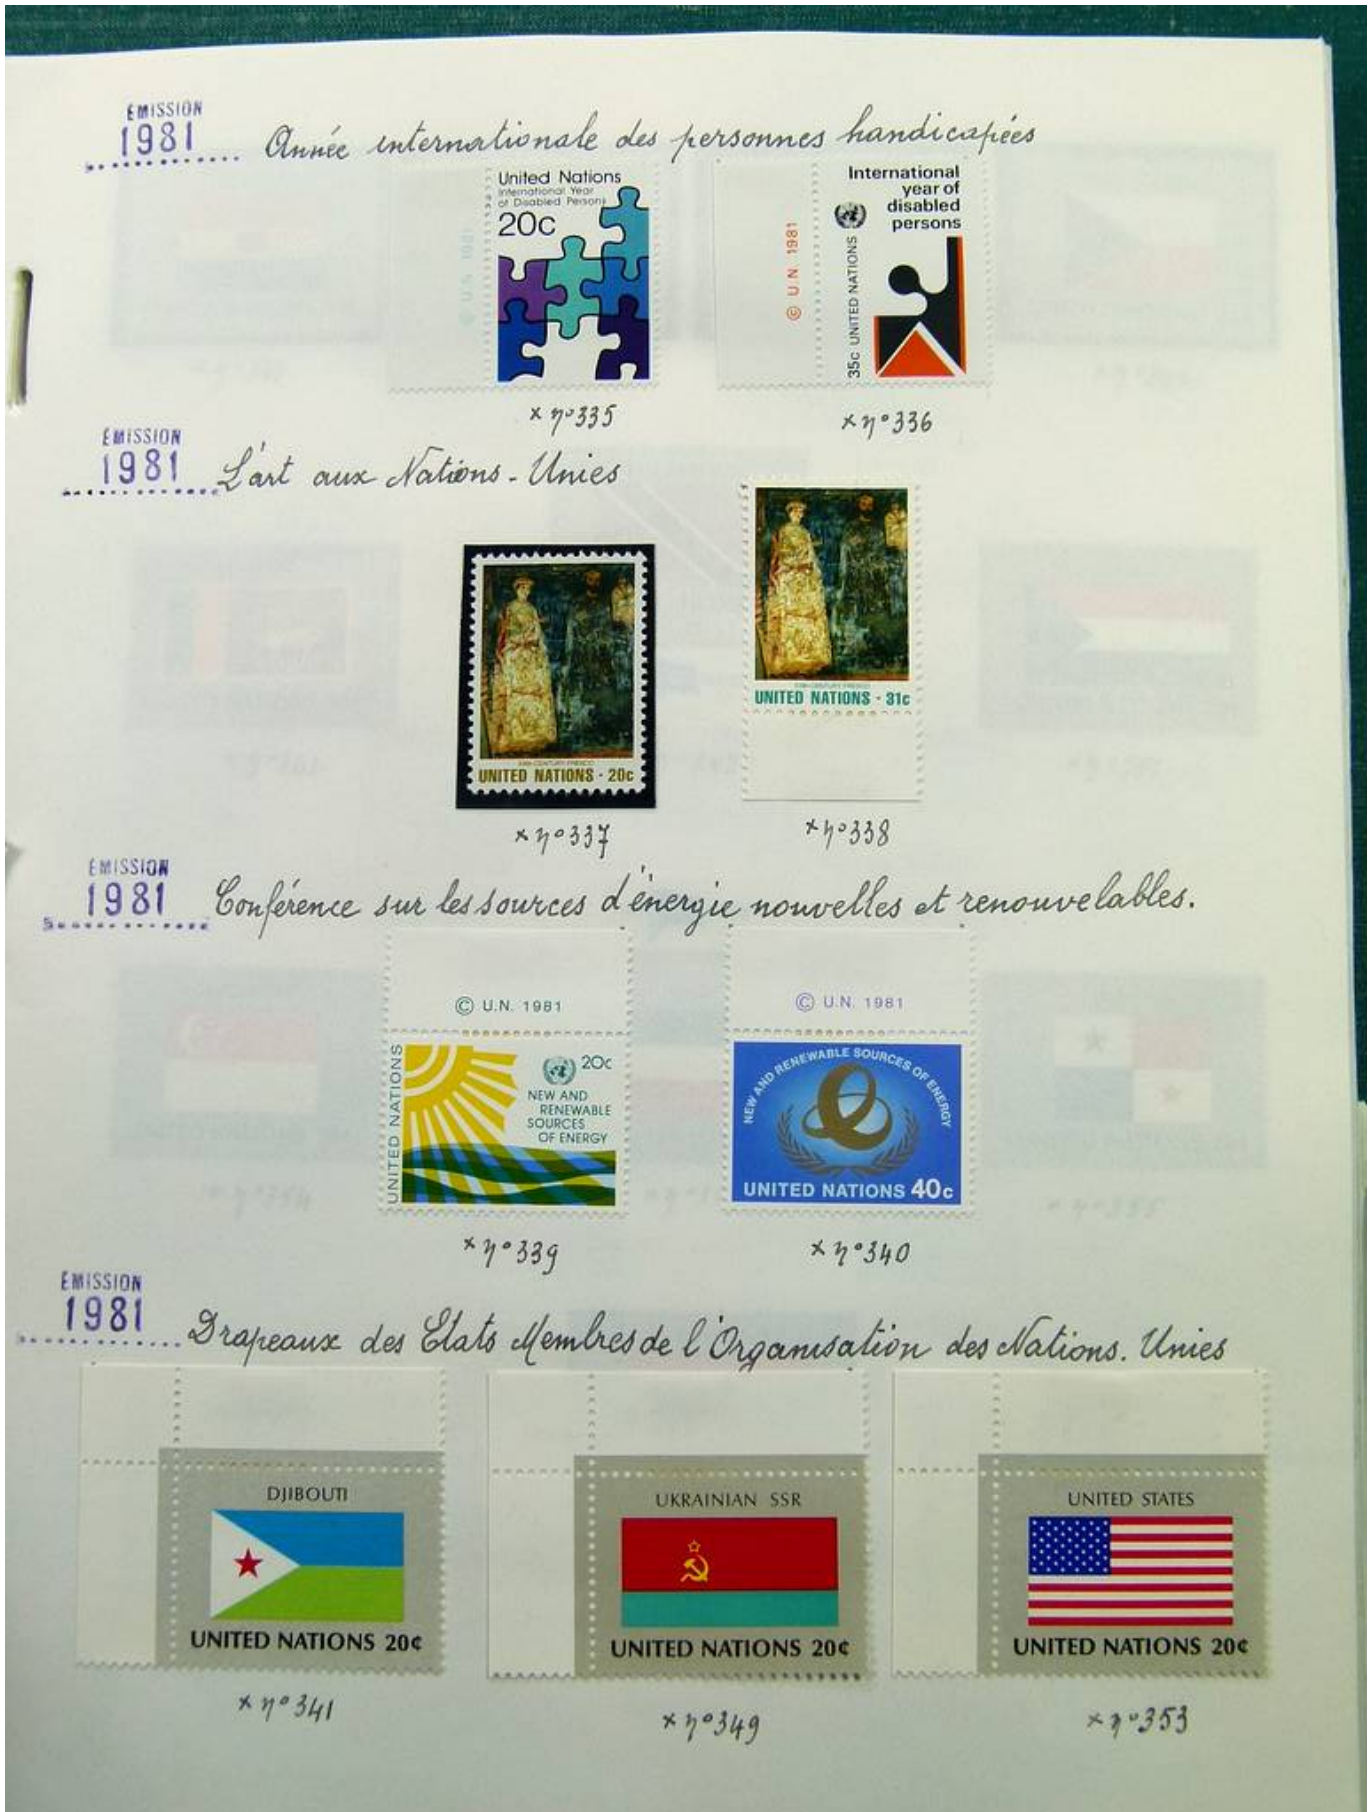 ÉMISSION
1981 Année internationale des personnes handicapées
United Nations
International Year
of Disabled Persons
20c
© U.N. 1981
International
year of
disabled
persons
35c UNITED NATIONS
© U.N. 1981
x n° 335
x n° 336
ÉMISSION
1981 L'art aux Nations-Unies
UNITED NATIONS · 20c
UNITED NATIONS · 31c
x n° 337
x n° 338
ÉMISSION
1981 Conférence sur les sources d'énergie nouvelles et renouvelables.
© U.N. 1981
UNITED NATIONS
20c
NEW AND
RENEWABLE
SOURCES
OF ENERGY
© U.N. 1981
NEW AND RENEWABLE SOURCES OF ENERGY
UNITED NATIONS 40c
x n° 339
x n° 340
ÉMISSION
1981 Drapeaux des Etats Membres de l'Organisation des Nations. Unies
DJIBOUTI
UNITED NATIONS 20¢
UKRAINIAN SSR
UNITED NATIONS 20¢
UNITED STATES
UNITED NATIONS 20¢
x n° 341
x n° 349
x n° 353